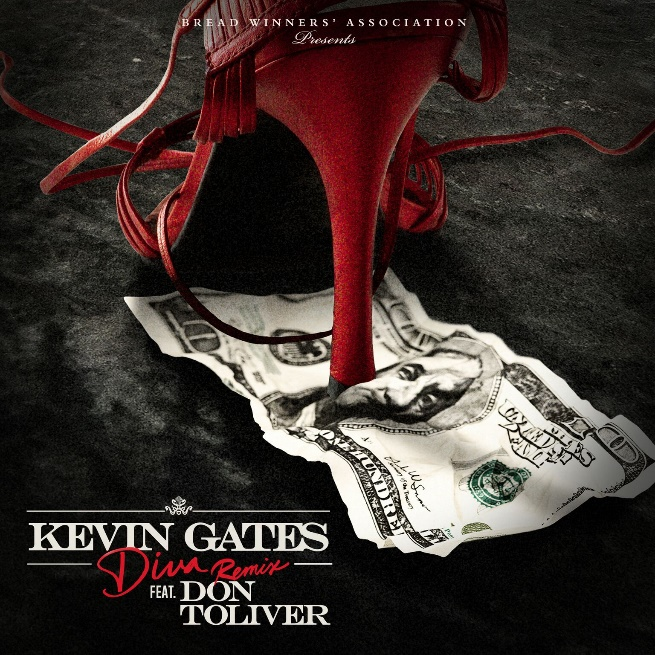 BREAD WINNERS' ASSOCIATION
Presents
KEVIN GATES
Diva Remix
FEAT. DON
TOLIVER